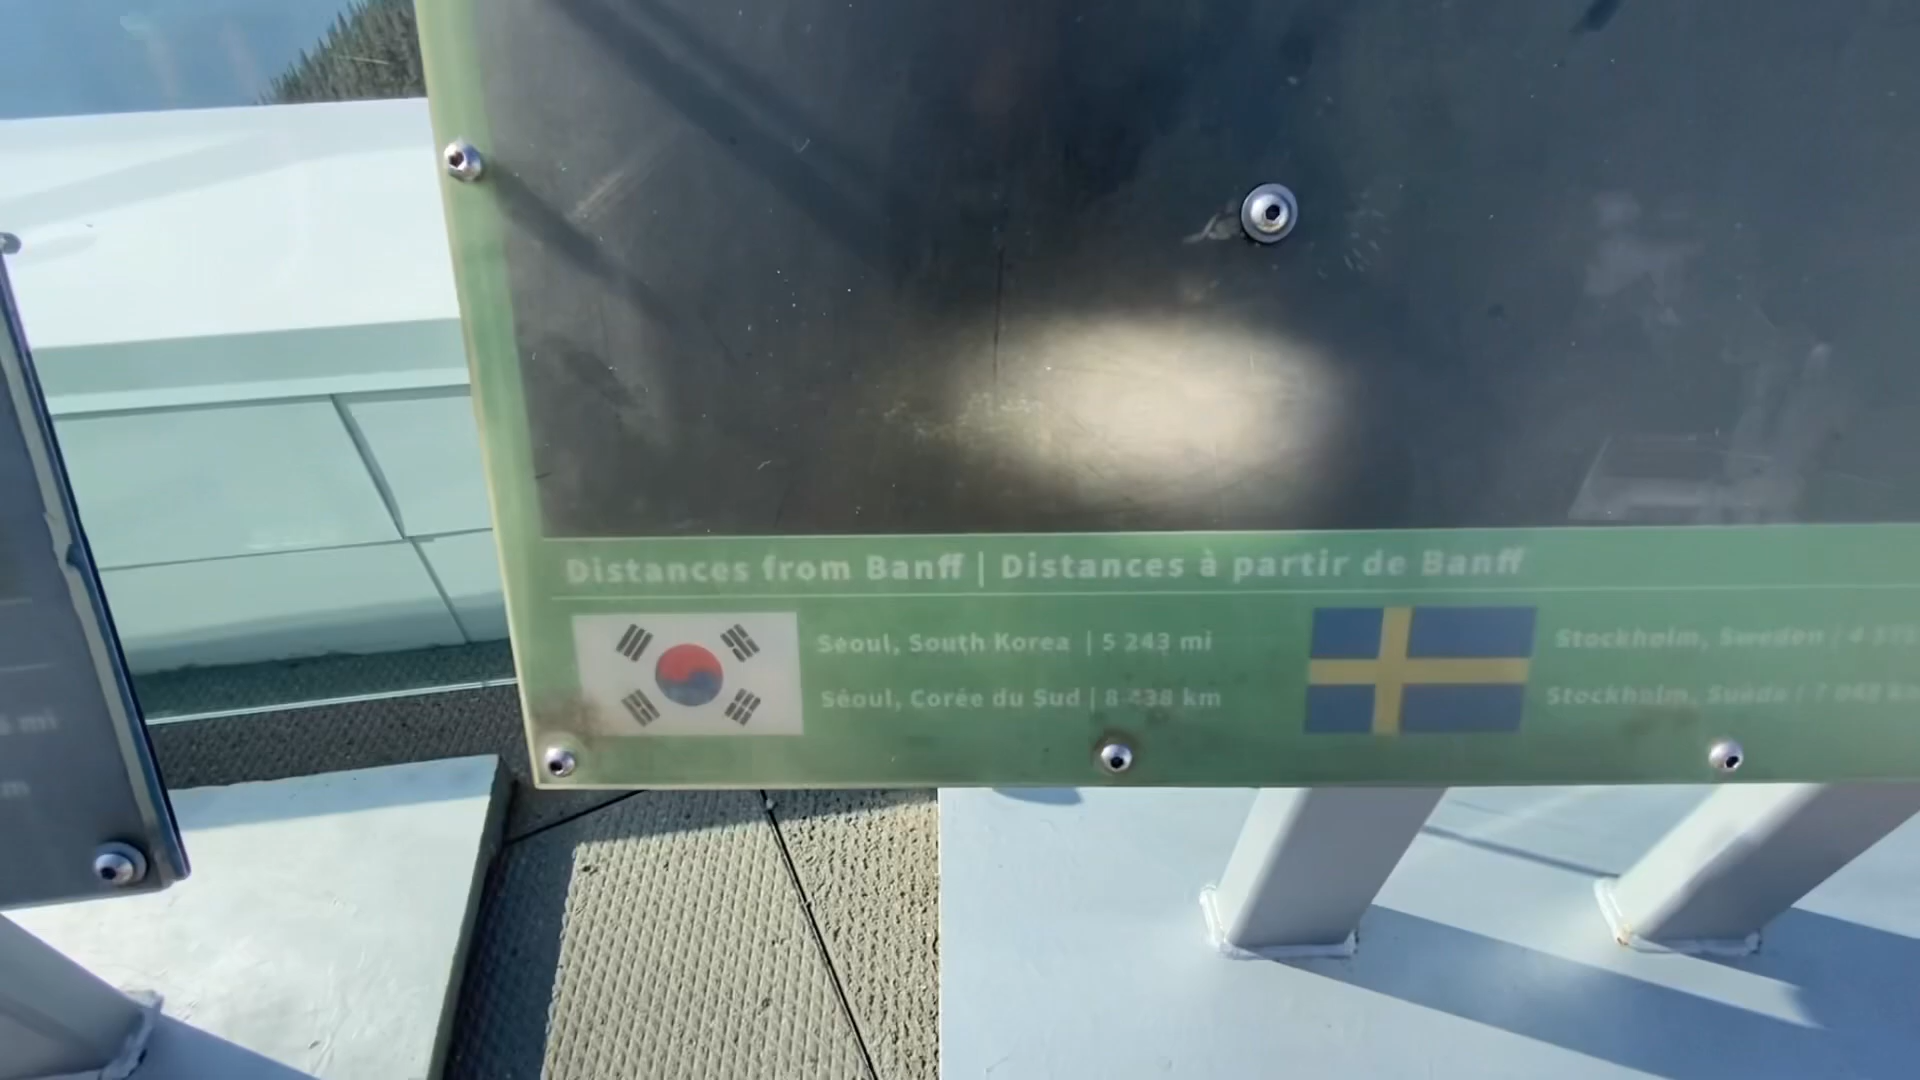 Distances from Banff | Distances à partir de Banff
Seoul, South Korea | 5 243 mi
Séoul, Corée du Sud | 8 438 km
Stockholm, Sweden |
Stockholm, Suède |
mi